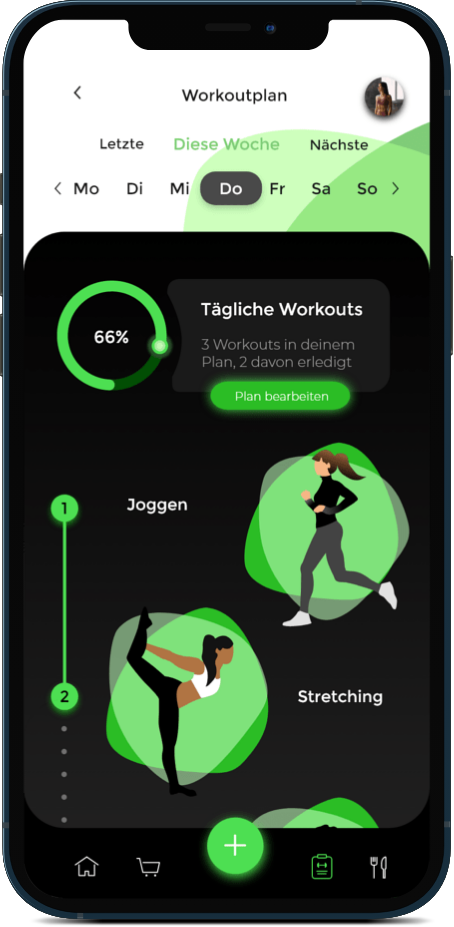 Workoutplan
Letzte Diese Woche Nächste
Mo Di Mi Do Fr Sa So
66%
Tägliche Workouts
3 Workouts in deinem
Plan, 2 davon erledigt
Plan bearbeiten
1
Joggen
2
Stretching